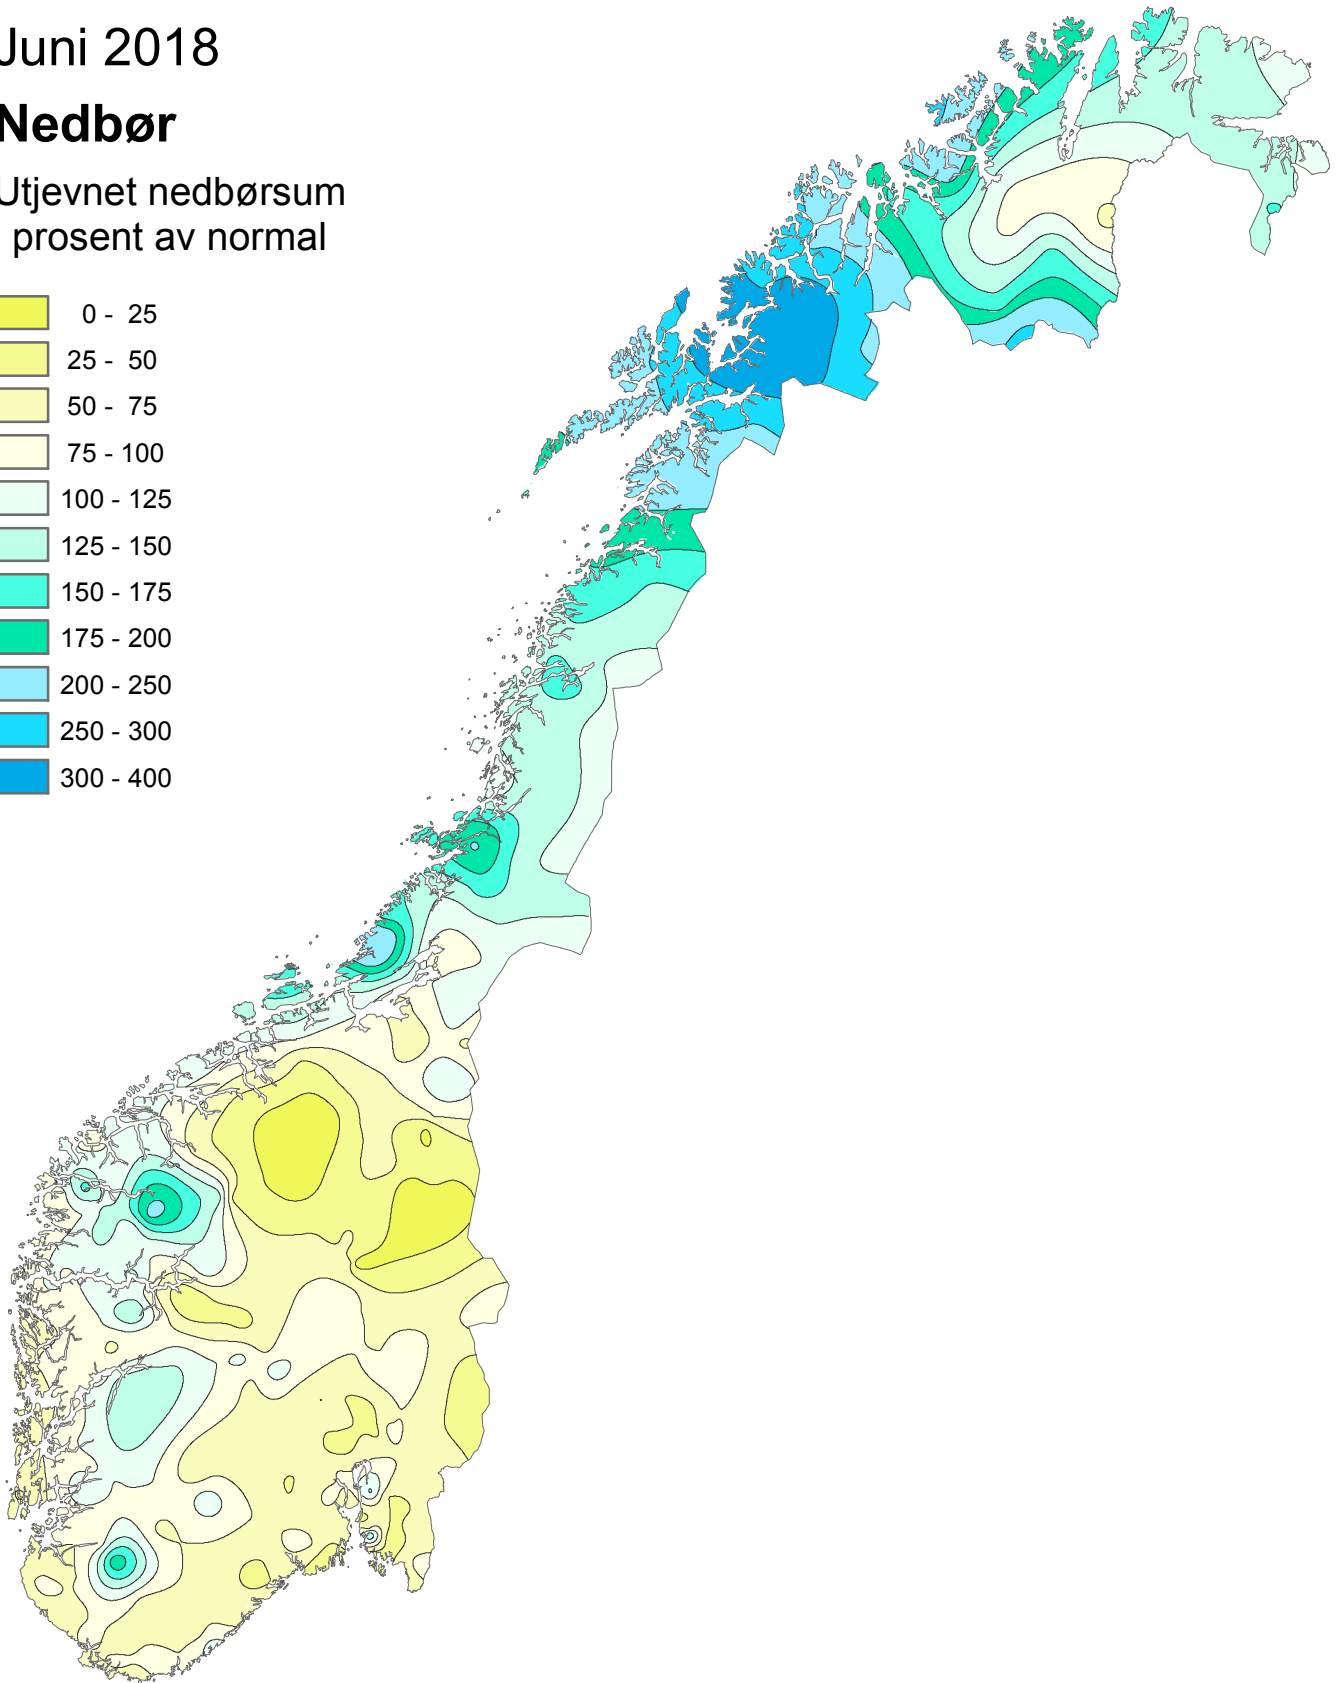 Juni 2018
Nedbør
Utjevnet nedbørsum
prosent av normal
0 - 25
25 - 50
50 - 75
75 - 100
100 - 125
125 - 150
150 - 175
175 - 200
200 - 250
250 - 300
300 - 400